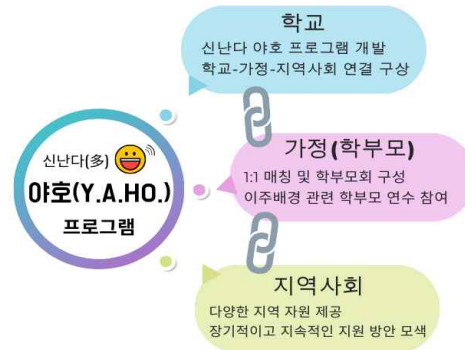 신난다(多)
야호(Y.A.HO.)
프로그램
학교
신난다 야호 프로그램 개발
학교-가정-지역사회 연결 구상
가정(학부모)
1:1 매칭 및 학부모회 구성
이주배경 관련 학부모 연수 참여
지역사회
다양한 지역 자원 제공
장기적이고 지속적인 지원 방안 모색